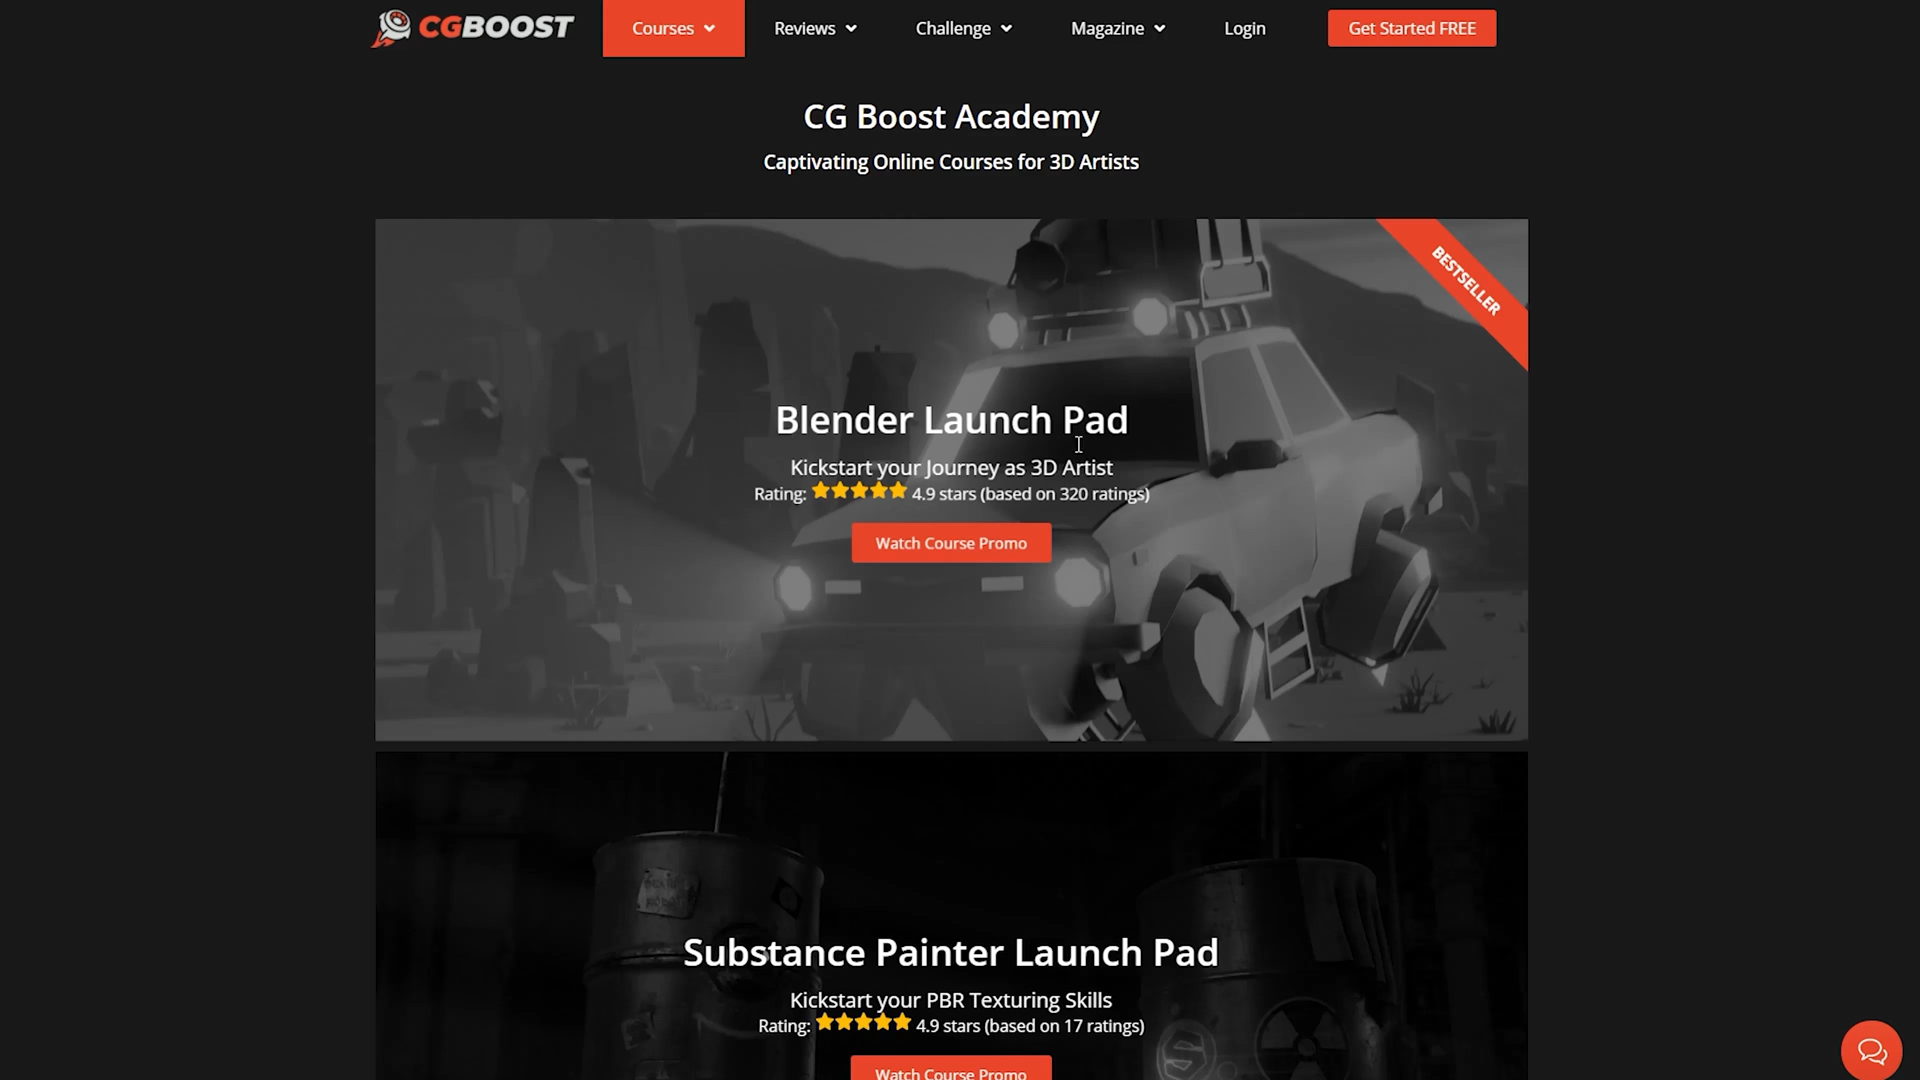 CGBOOST
Courses
Reviews
Challenge
Magazine
Login
Get Started FREE
CG Boost Academy
Captivating Online Courses for 3D Artists
BESTSELLER
Blender Launch Pad
Kickstart your Journey as 3D Artist
Rating: 4.9 stars (based on 320 ratings)
Watch Course Promo
Substance Painter Launch Pad
Kickstart your PBR Texturing Skills
Rating: 4.9 stars (based on 17 ratings)
Watch Course Promo